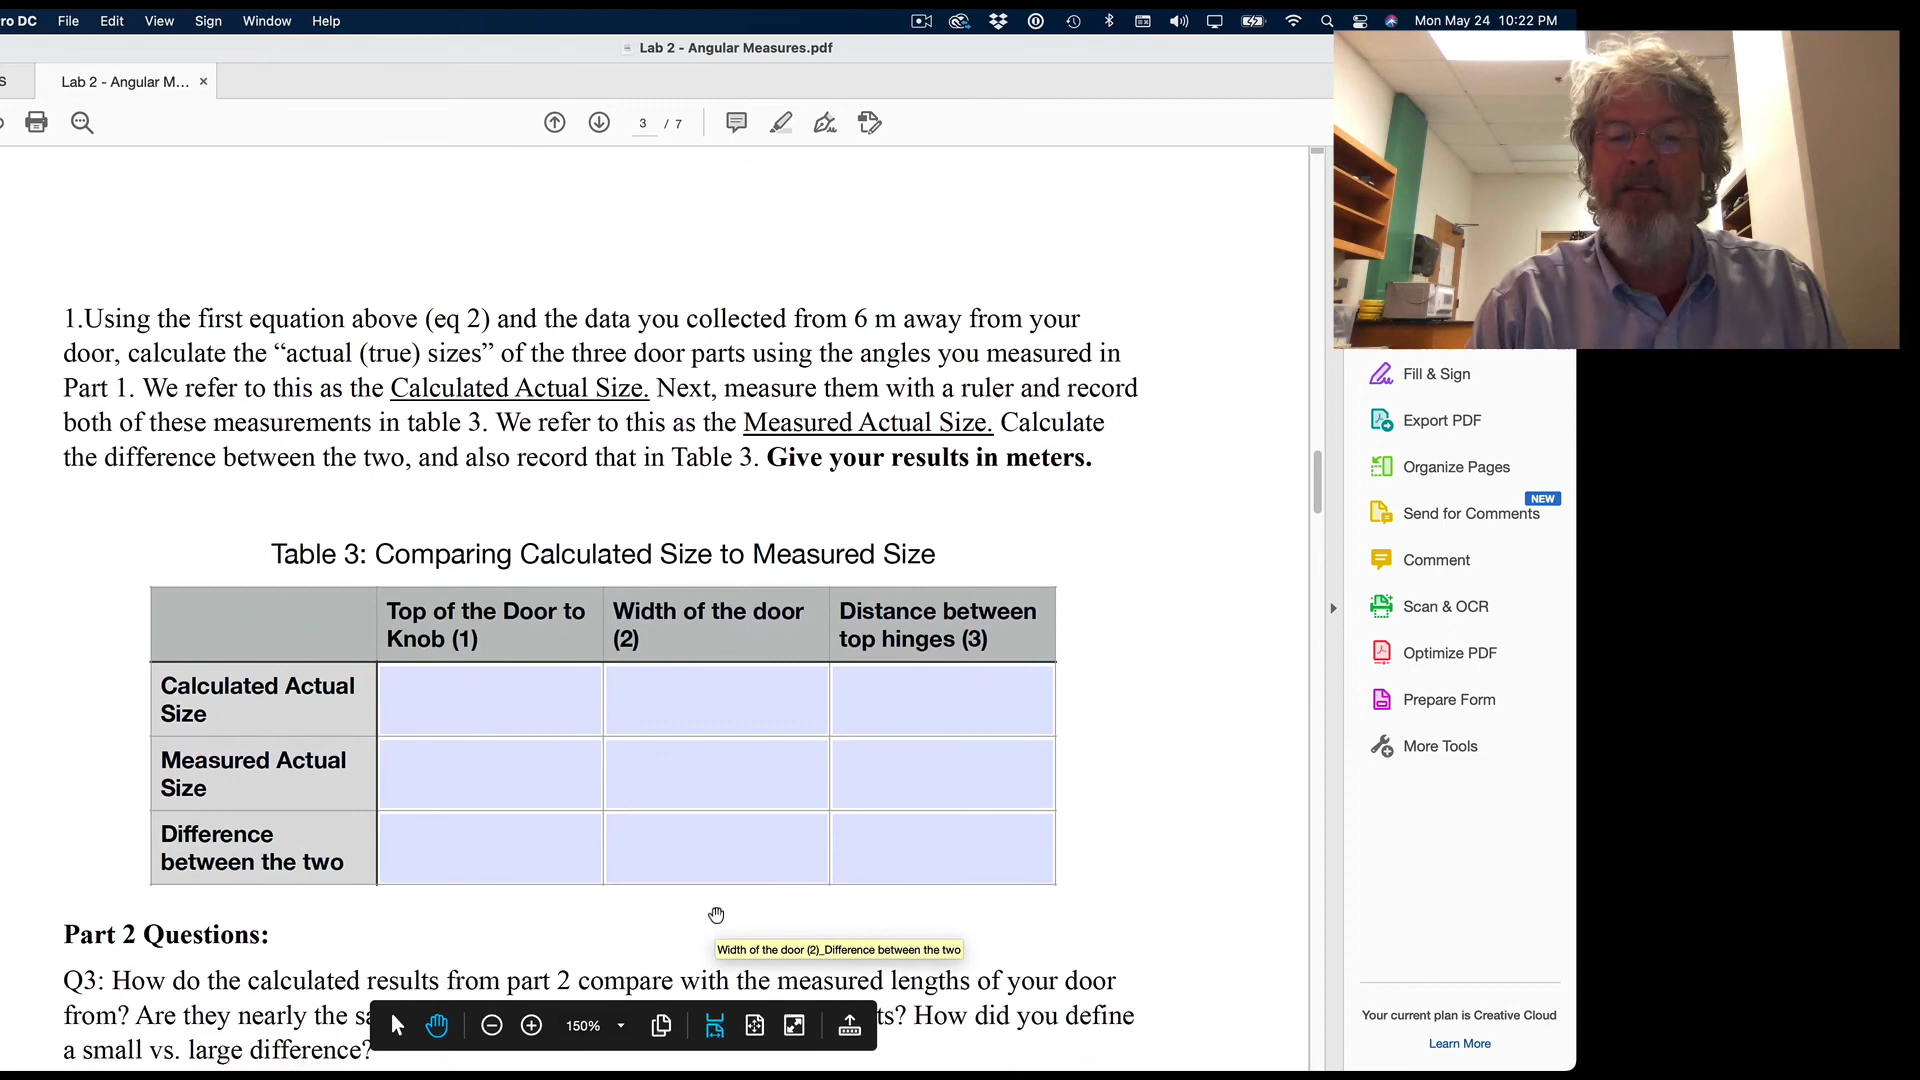 ro DC File Edit View Sign Window Help Mon May 24 10:22 PM
Lab 2 - Angular Measures.pdf
S Lab 2 - Angular M... ×
3 / 7
1.Using the first equation above (eq 2) and the data you collected from 6 m away from your
door, calculate the “actual (true) sizes” of the three door parts using the angles you measured in
Part 1. We refer to this as the Calculated Actual Size. Next, measure them with a ruler and record
both of these measurements in table 3. We refer to this as the Measured Actual Size. Calculate
the difference between the two, and also record that in Table 3. Give your results in meters.
Table 3: Comparing Calculated Size to Measured Size
Top of the Door to
Knob (1)
Width of the door
(2)
Distance between
top hinges (3)
Calculated Actual
Size
Measured Actual
Size
Difference
between the two
Part 2 Questions:
Width of the door (2)_Difference between the two
Q3: How do the calculated results from part 2 compare with the measured lengths of your door
from? Are they nearly the sa ts? How did you define
a small vs. large difference?
150%
Fill & Sign
Export PDF
Organize Pages
NEW
Send for Comments
Comment
Scan & OCR
Optimize PDF
Prepare Form
More Tools
Your current plan is Creative Cloud
Learn More